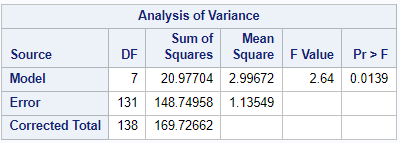 Analysis of Variance
Source DF Sum of Squares Mean Square F Value Pr > F
Model 7 20.97704 2.99672 2.64 0.0139
Error 131 148.74958 1.13549
Corrected Total 138 169.72662